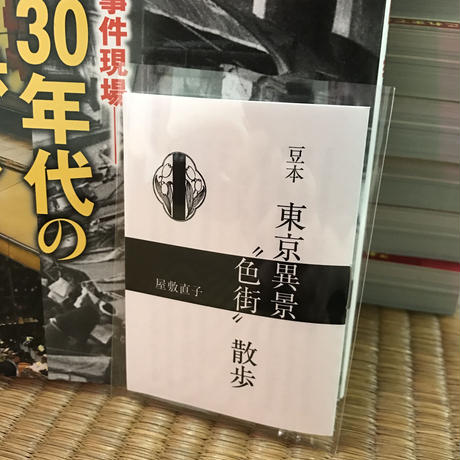 事件現場――
30年代の
豆本
東京異景
〝色街〟散歩
屋敷直子